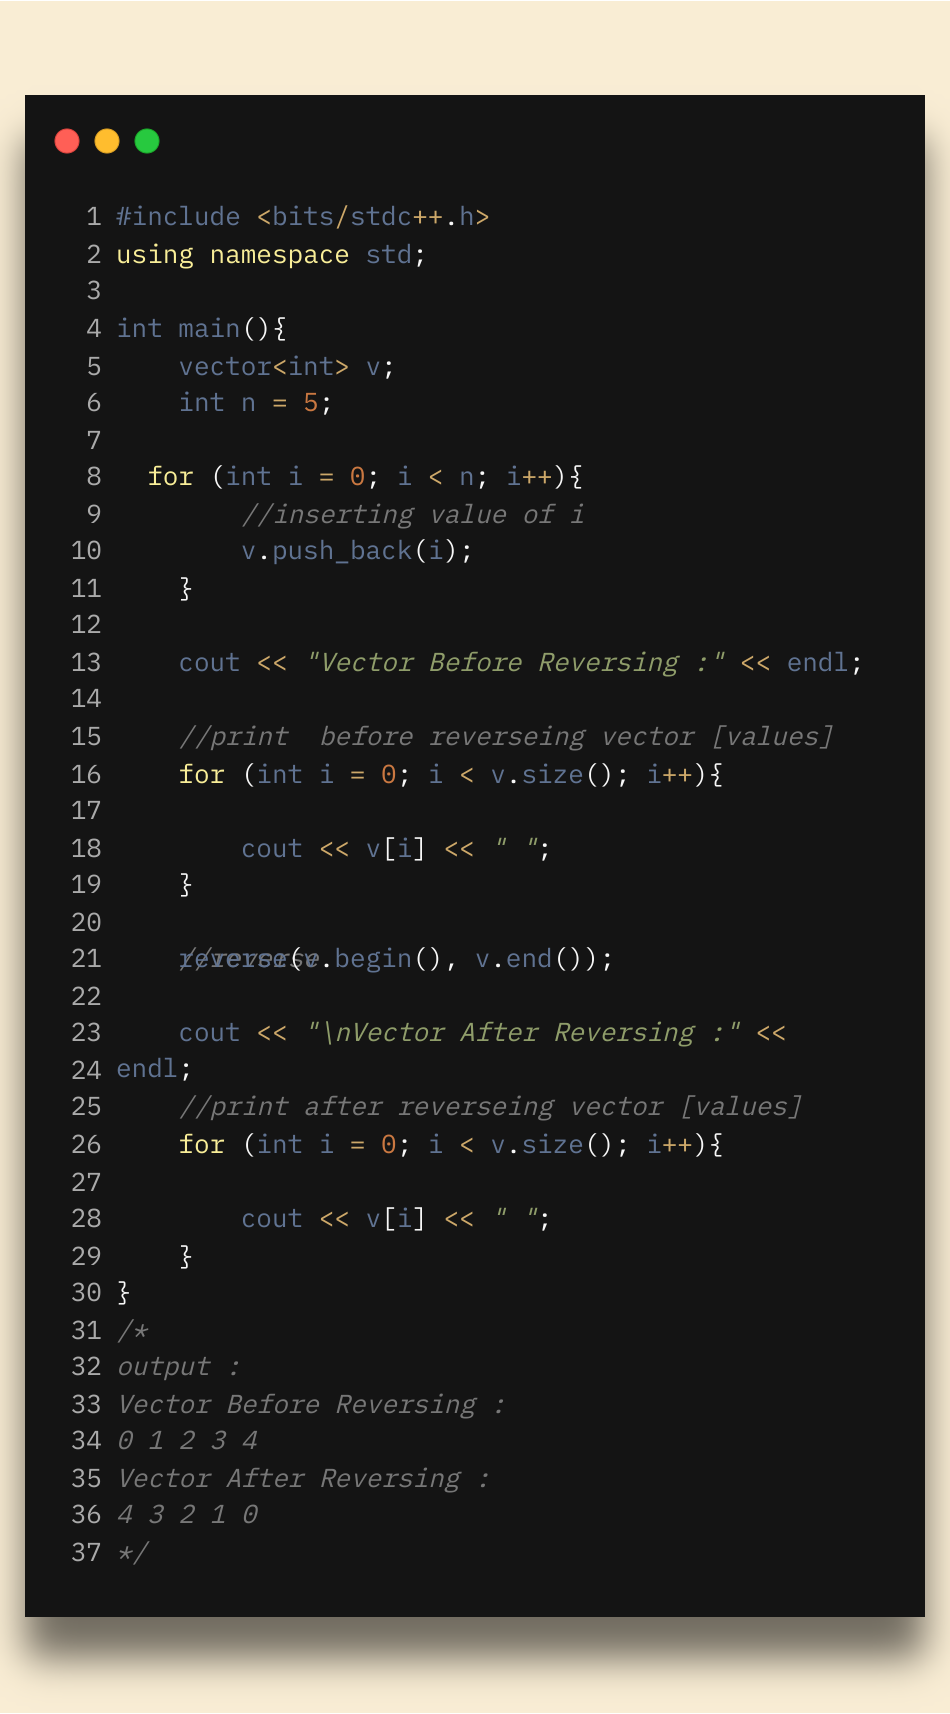 1 #include <bits/stdc++.h>
2 using namespace std;
3
4 int main(){
5     vector<int> v;
6     int n = 5;
7
8   for (int i = 0; i < n; i++){
9         //inserting value of i
10         v.push_back(i);
11     }
12
13     cout << "Vector Before Reversing :" << endl;
14
15     //print  before reverseing vector [values]
16     for (int i = 0; i < v.size(); i++){
17
18         cout << v[i] << " ";
19     }
20
21     //reverse reverse(v.begin(), v.end());
22
23     cout << "\nVector After Reversing :" <<
24 endl;
25     //print after reverseing vector [values]
26     for (int i = 0; i < v.size(); i++){
27
28         cout << v[i] << " ";
29     }
30 }
31 /*
32 output :
33 Vector Before Reversing :
34 0 1 2 3 4
35 Vector After Reversing :
36 4 3 2 1 0
37 */